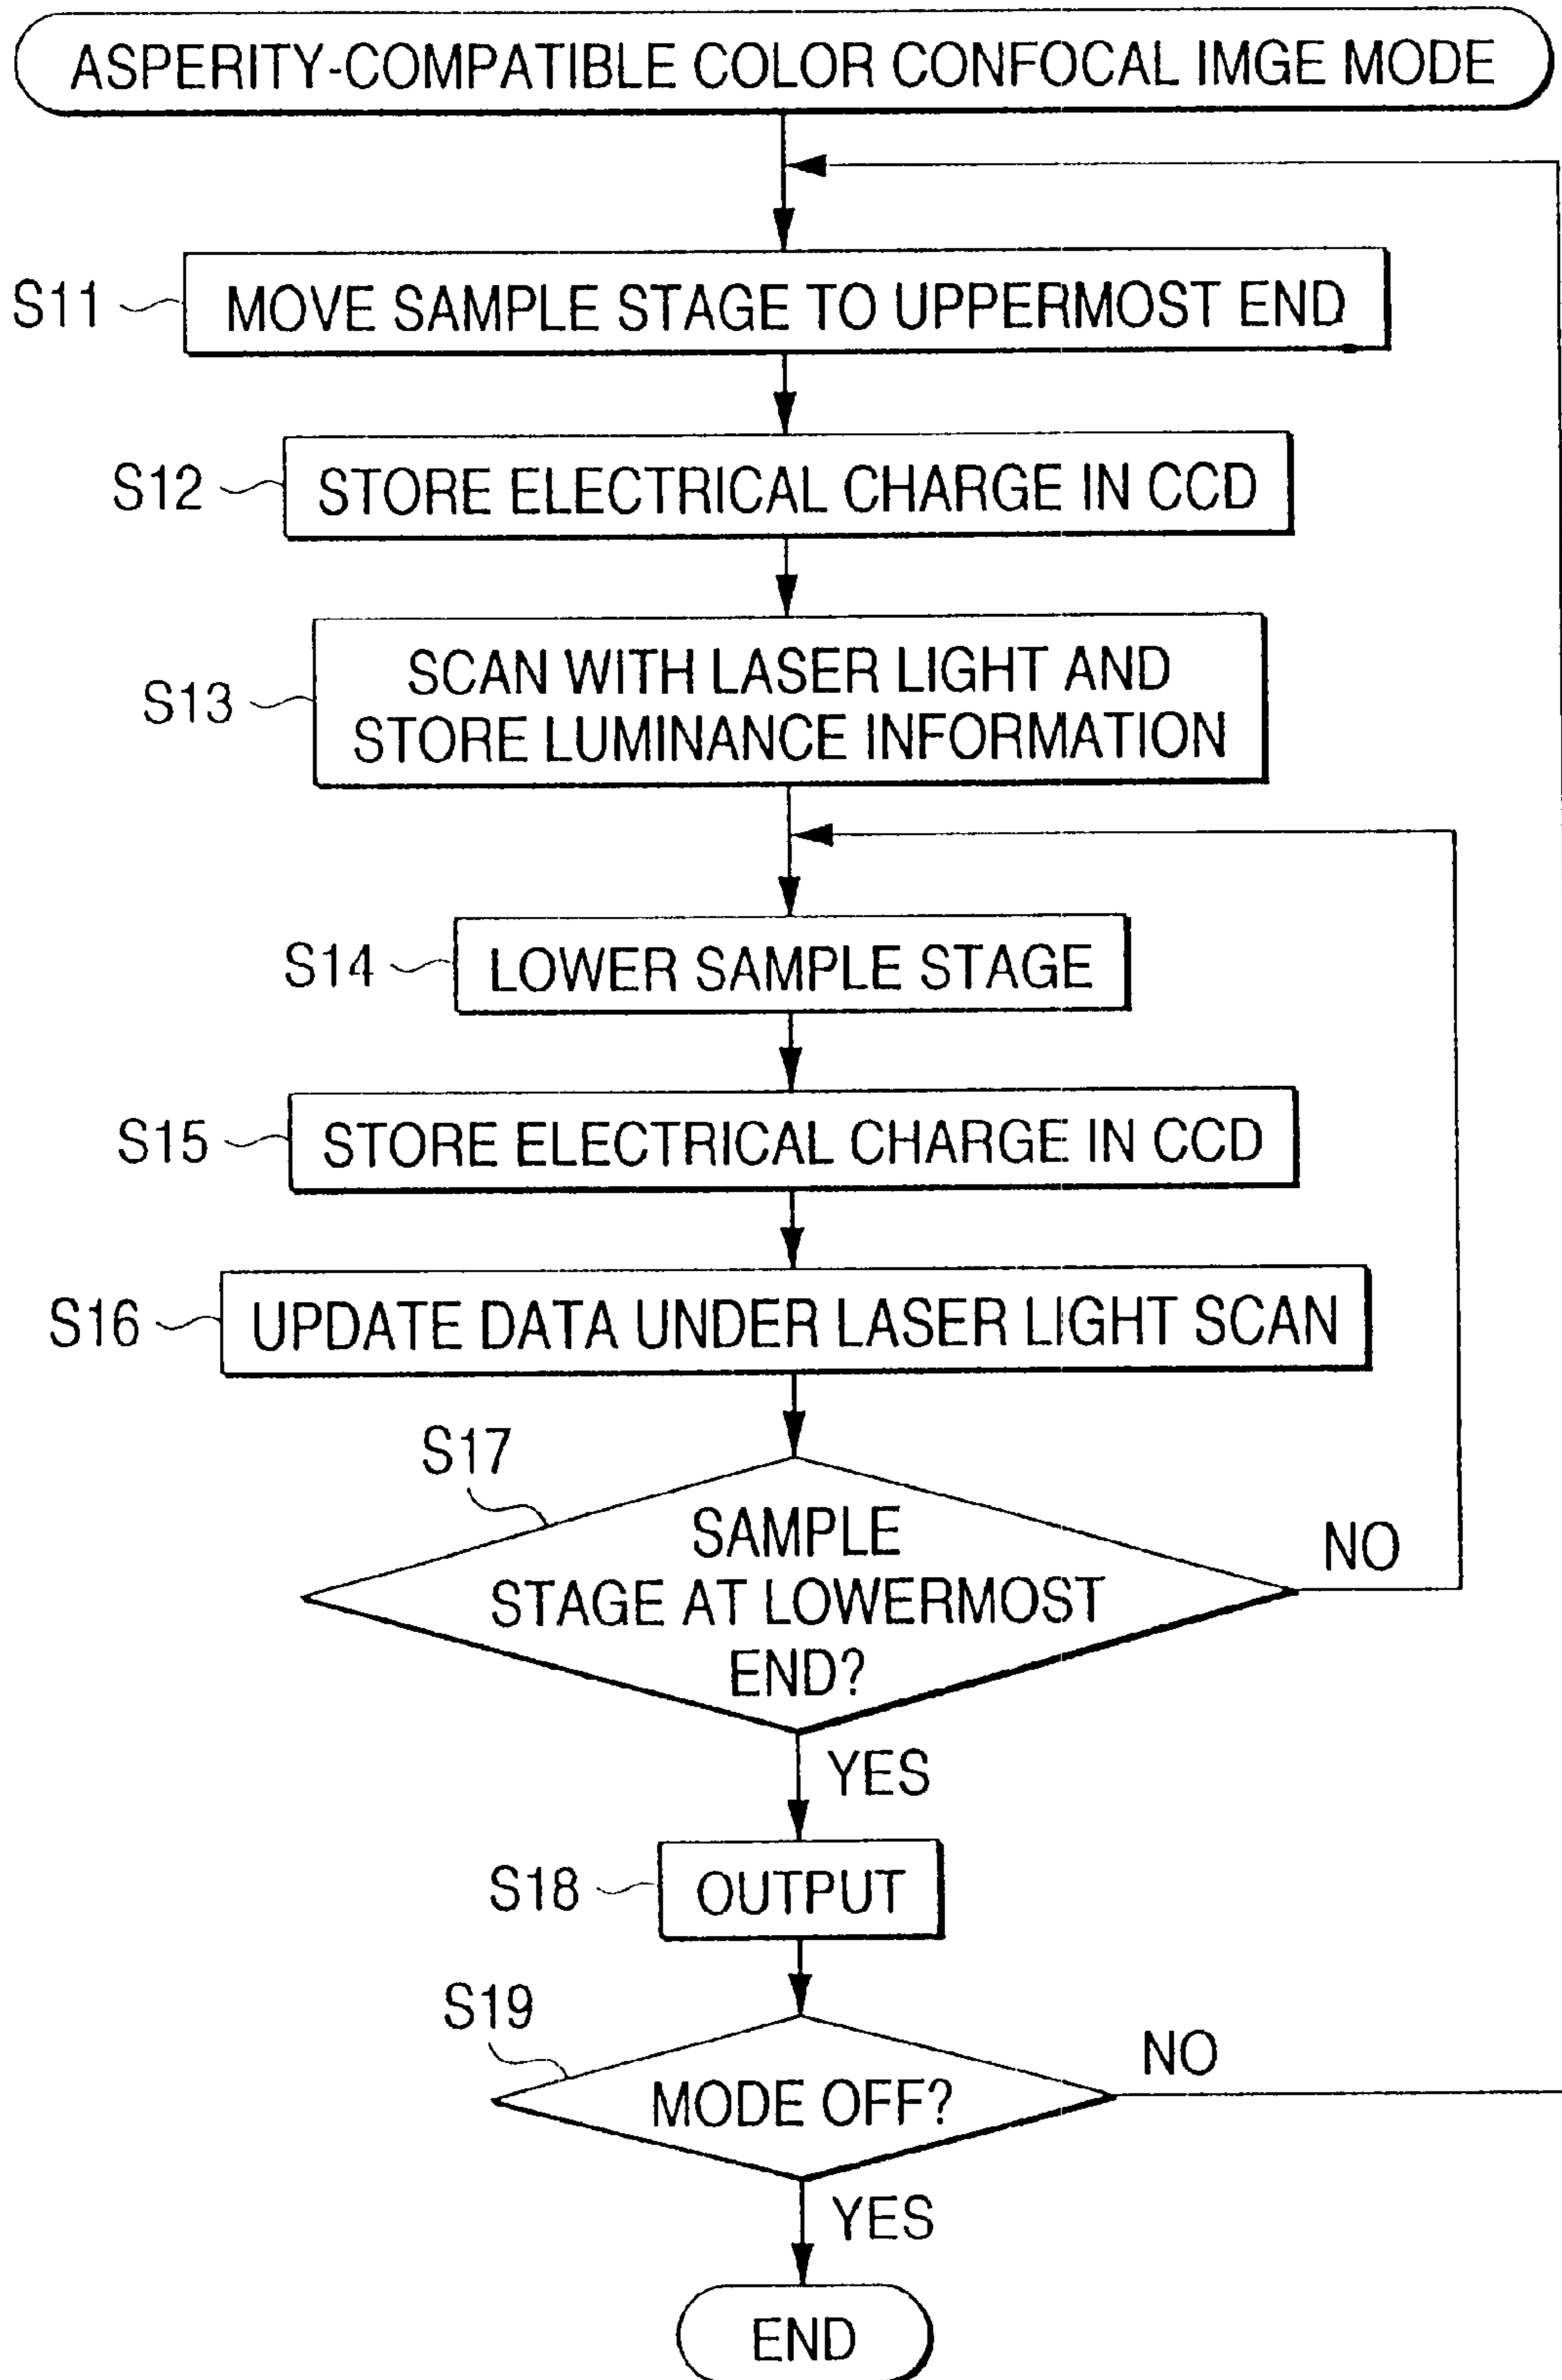 ASPERITY-COMPATIBLE COLOR CONFOCAL IMGE MODE
S11
MOVE SAMPLE STAGE TO UPPERMOST END
S12
STORE ELECTRICAL CHARGE IN CCD
S13
SCAN WITH LASER LIGHT AND
STORE LUMINANCE INFORMATION
S14
LOWER SAMPLE STAGE
S15
STORE ELECTRICAL CHARGE IN CCD
S16
UPDATE DATA UNDER LASER LIGHT SCAN
S17
SAMPLE
STAGE AT LOWERMOST
END?
NO
YES
S18
OUTPUT
S19
MODE OFF?
NO
YES
END